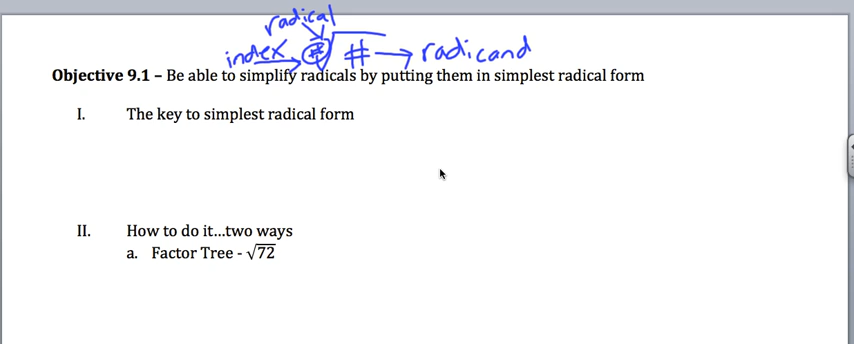 radical
index # √# → radicand
Objective 9.1 – Be able to simplify radicals by putting them in simplest radical form
I. The key to simplest radical form
II. How to do it...two ways
a. Factor Tree - √72